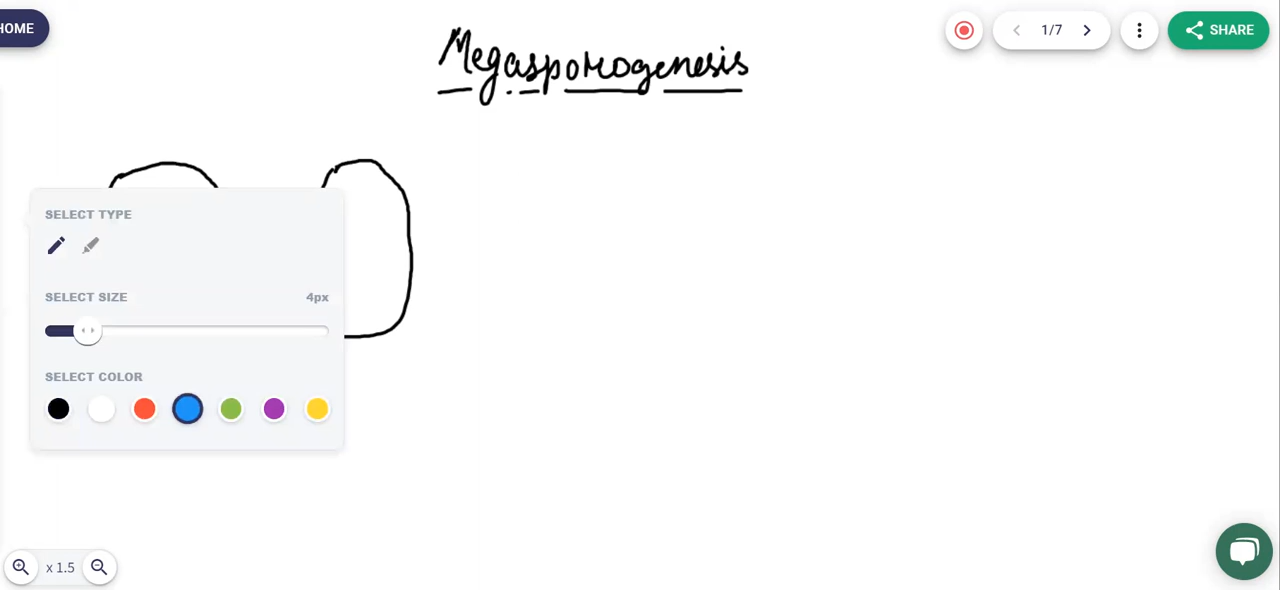 HOME
Megasporogenesis
1/7
SHARE
SELECT TYPE
SELECT SIZE 4px
SELECT COLOR
x 1.5